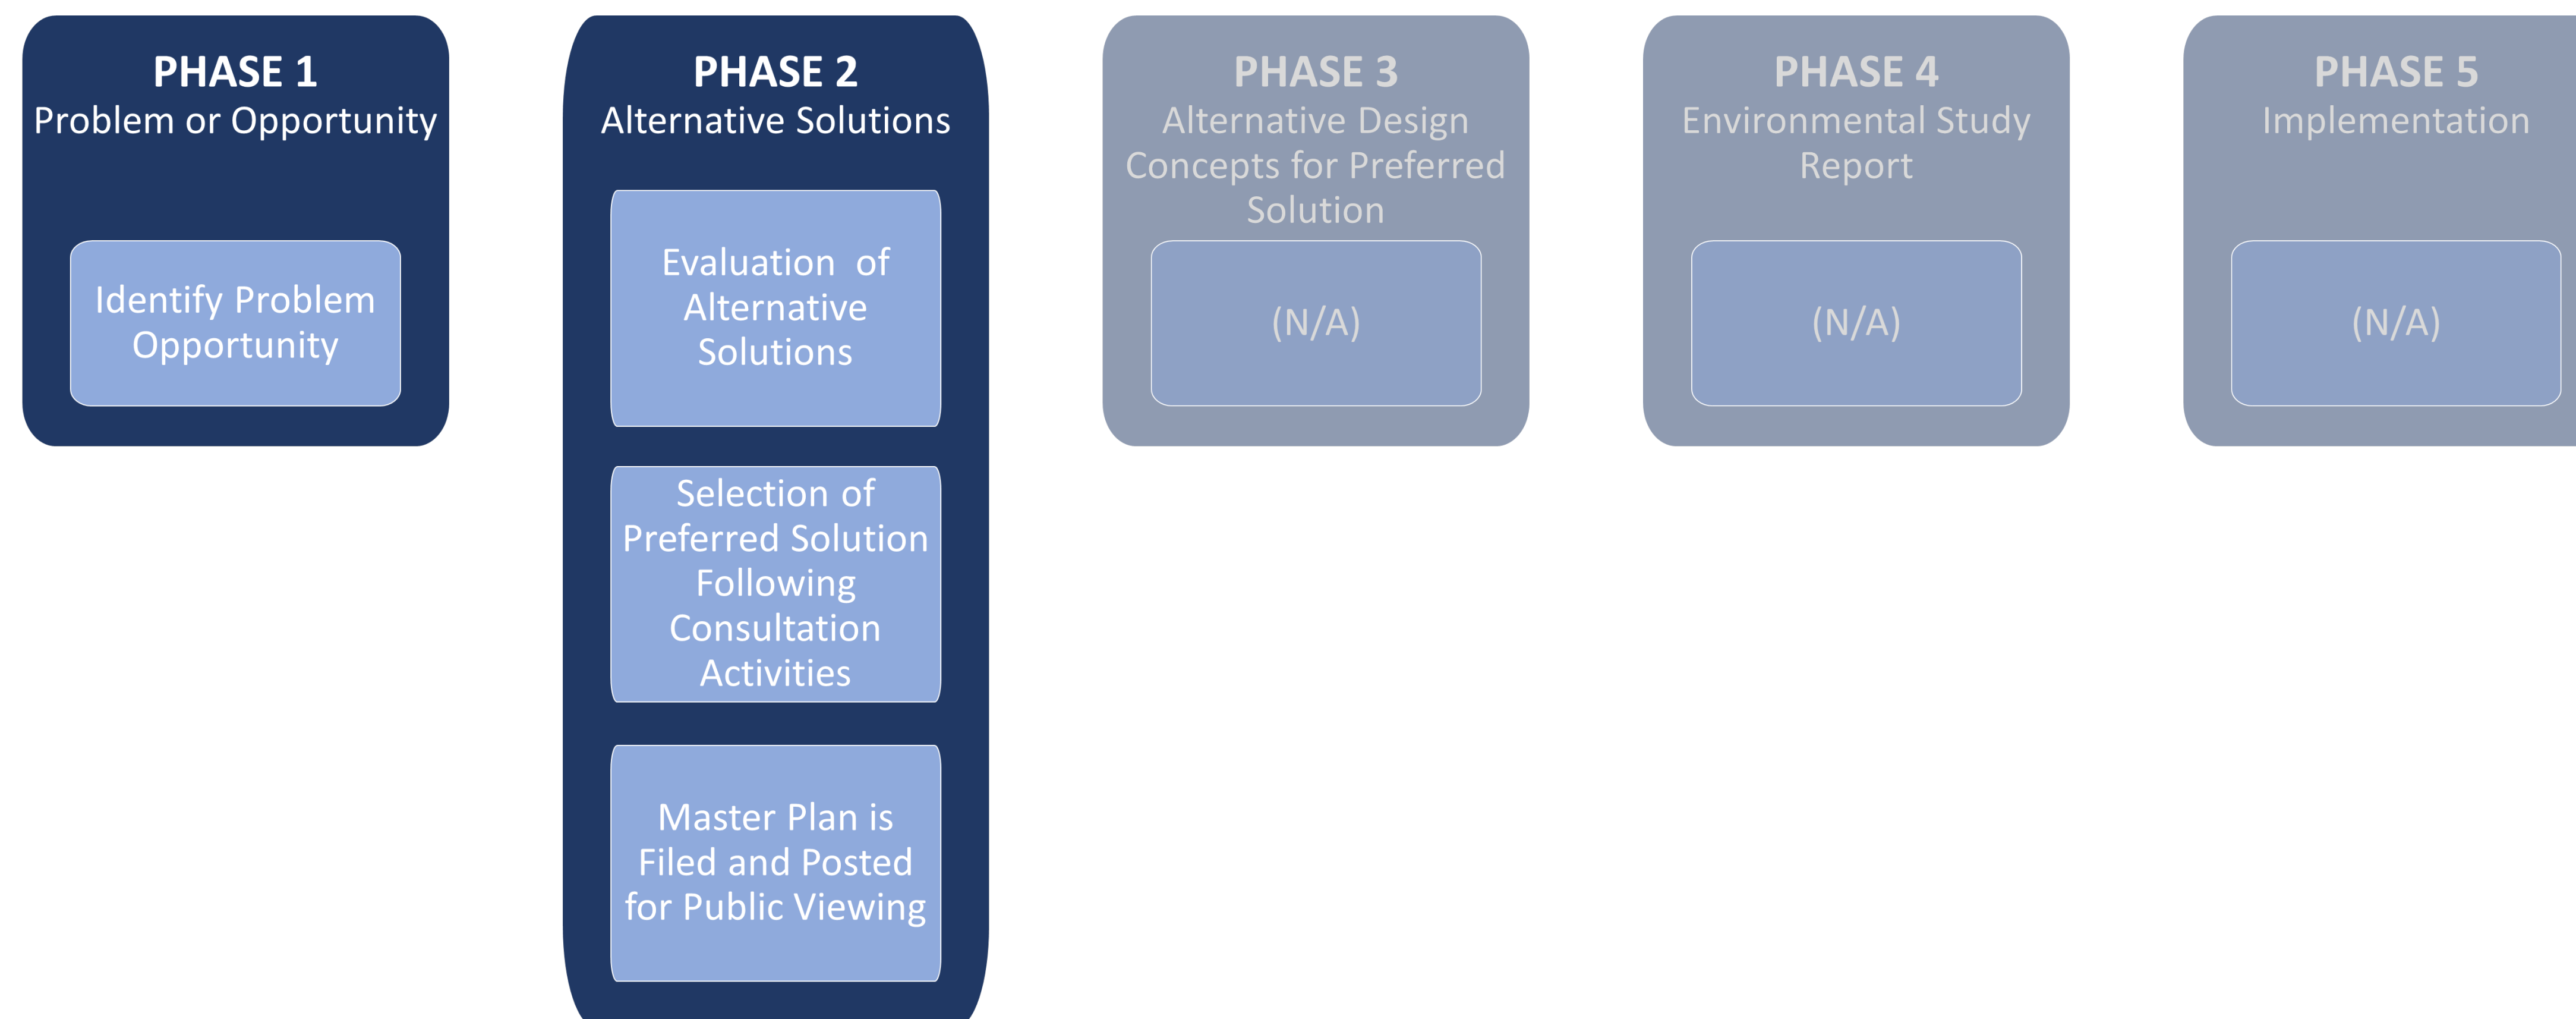 PHASE 1
Problem or Opportunity
Identify Problem
Opportunity
PHASE 2
Alternative Solutions
Evaluation  of
Alternative
Solutions
Selection of
Preferred Solution
Following
Consultation
Activities
Master Plan is
Filed and Posted
for Public Viewing
PHASE 3
Alternative Design
Concepts for Preferred
Solution
(N/A)
PHASE 4
Environmental Study
Report
(N/A)
PHASE 5
Implementation
(N/A)